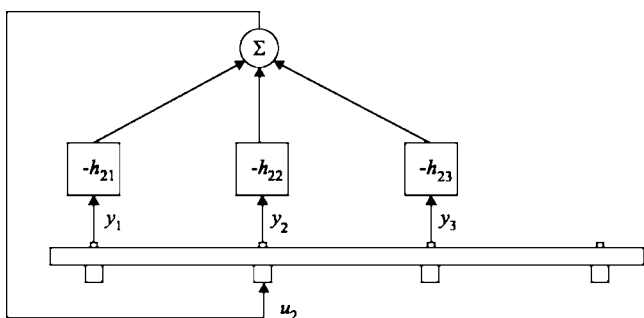 Σ
-h₂₁ -h₂₂ -h₂₃
y₁ y₂ y₃
u₂